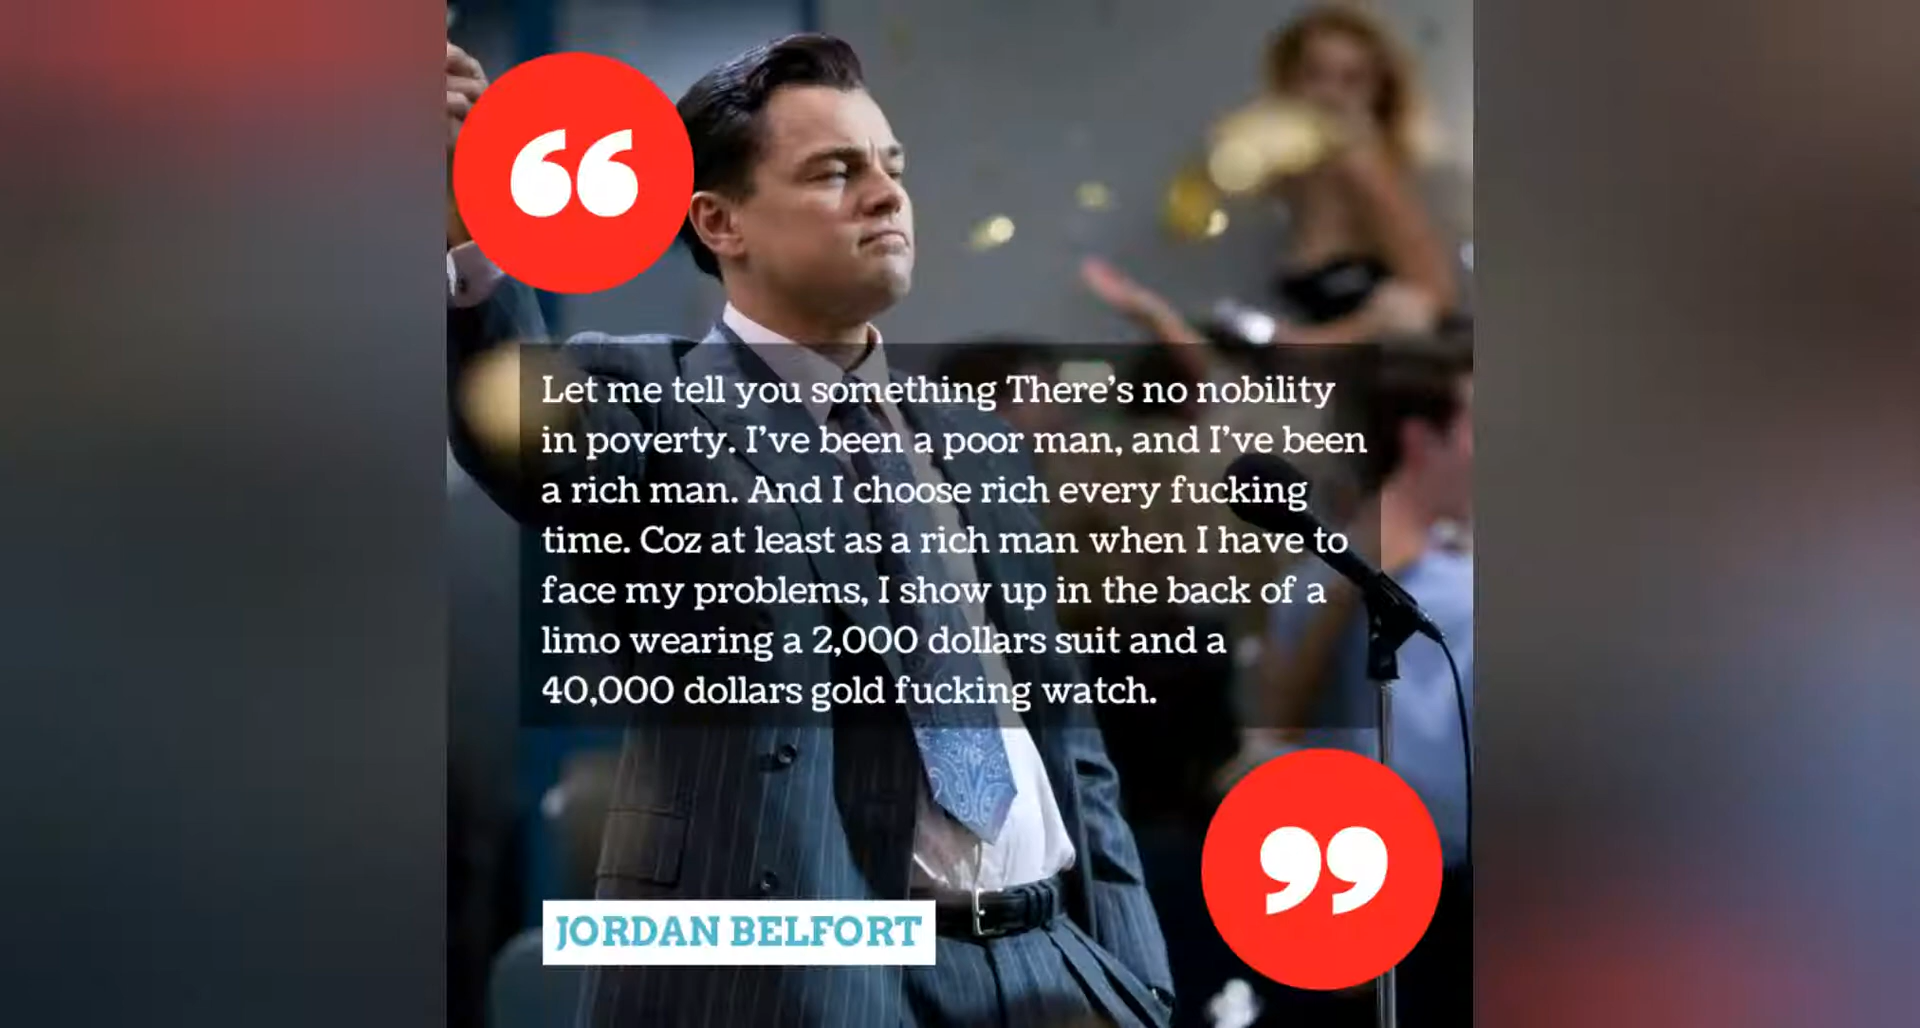 Let me tell you something There’s no nobility
in poverty. I’ve been a poor man, and I’ve been
a rich man. And I choose rich every fucking
time. Coz at least as a rich man when I have to
face my problems, I show up in the back of a
limo wearing a 2,000 dollars suit and a
40,000 dollars gold fucking watch.
JORDAN BELFORT